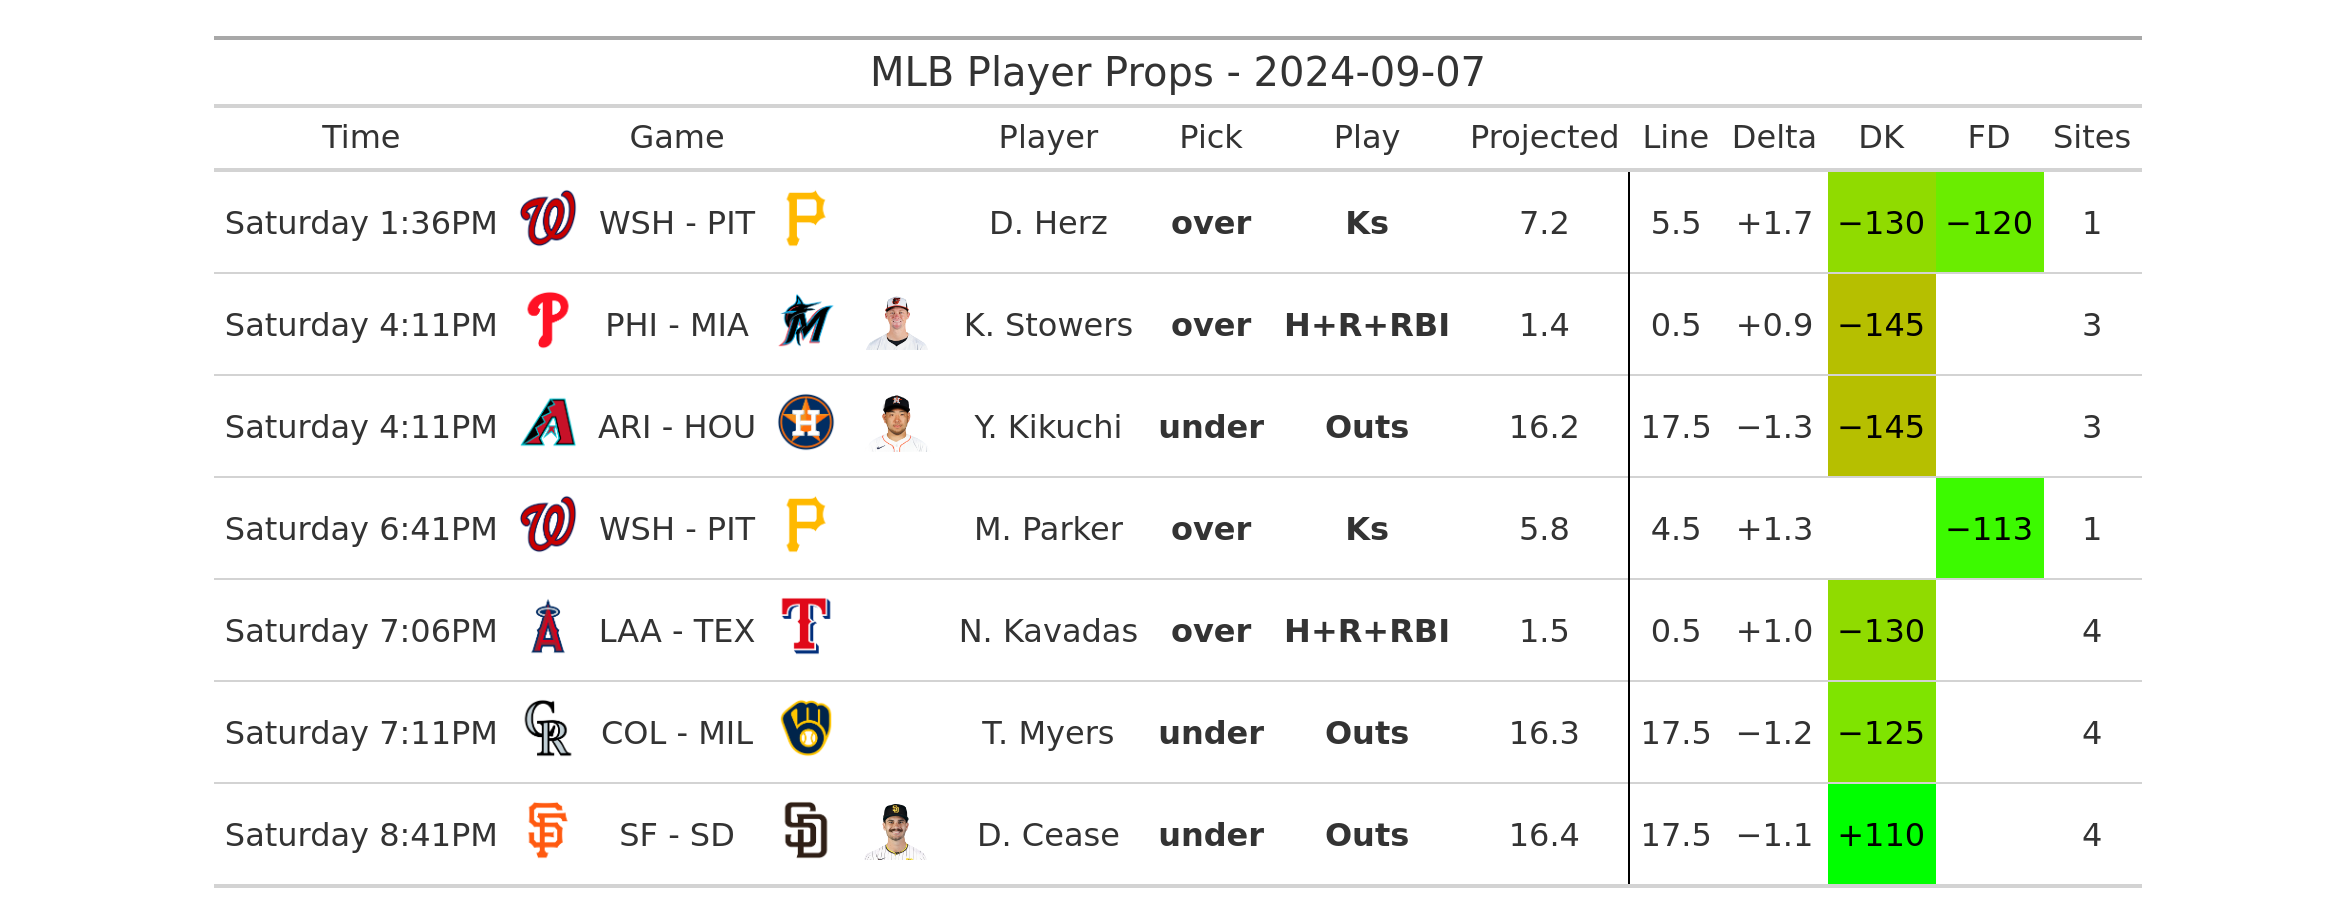 MLB Player Props - 2024-09-07
Time Game Player Pick Play Projected Line Delta DK FD Sites
Saturday 1:36PM WSH - PIT D. Herz over Ks 7.2 5.5 +1.7 −130 −120 1
Saturday 4:11PM PHI - MIA K. Stowers over H+R+RBI 1.4 0.5 +0.9 −145 3
Saturday 4:11PM ARI - HOU Y. Kikuchi under Outs 16.2 17.5 −1.3 −145 3
Saturday 6:41PM WSH - PIT M. Parker over Ks 5.8 4.5 +1.3 −113 1
Saturday 7:06PM LAA - TEX N. Kavadas over H+R+RBI 1.5 0.5 +1.0 −130 4
Saturday 7:11PM COL - MIL T. Myers under Outs 16.3 17.5 −1.2 −125 4
Saturday 8:41PM SF - SD D. Cease under Outs 16.4 17.5 −1.1 +110 4